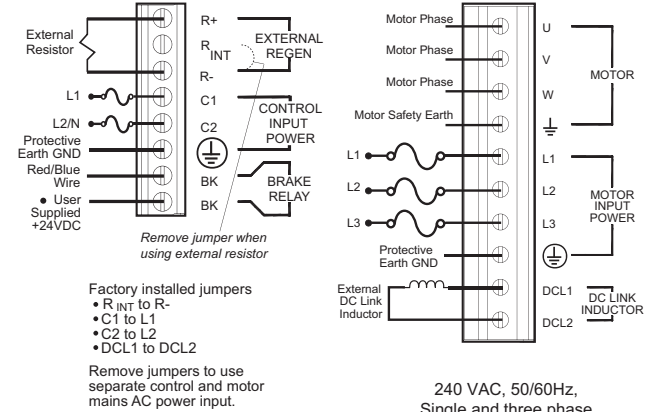 External
Resistor
R+
R INT
R-
EXTERNAL
REGEN
L1
C1
L2/N
C2
CONTROL
INPUT
POWER
Protective
Earth GND
Red/Blue
Wire
BK
• User
Supplied
+24VDC
BK
BRAKE
RELAY
Remove jumper when
using external resistor
Factory installed jumpers
• R INT to R-
• C1 to L1
• C2 to L2
• DCL1 to DCL2
Remove jumpers to use
separate control and motor
mains AC power input.
Motor Phase
U
Motor Phase
V
Motor Phase
W
MOTOR
Motor Safety Earth
L1
L1
L2
L2
L3
L3
MOTOR
INPUT
POWER
Protective
Earth GND
External
DC Link
Inductor
DCL1
DCL2
DC LINK
INDUCTOR
240 VAC, 50/60Hz,
Single and three phase